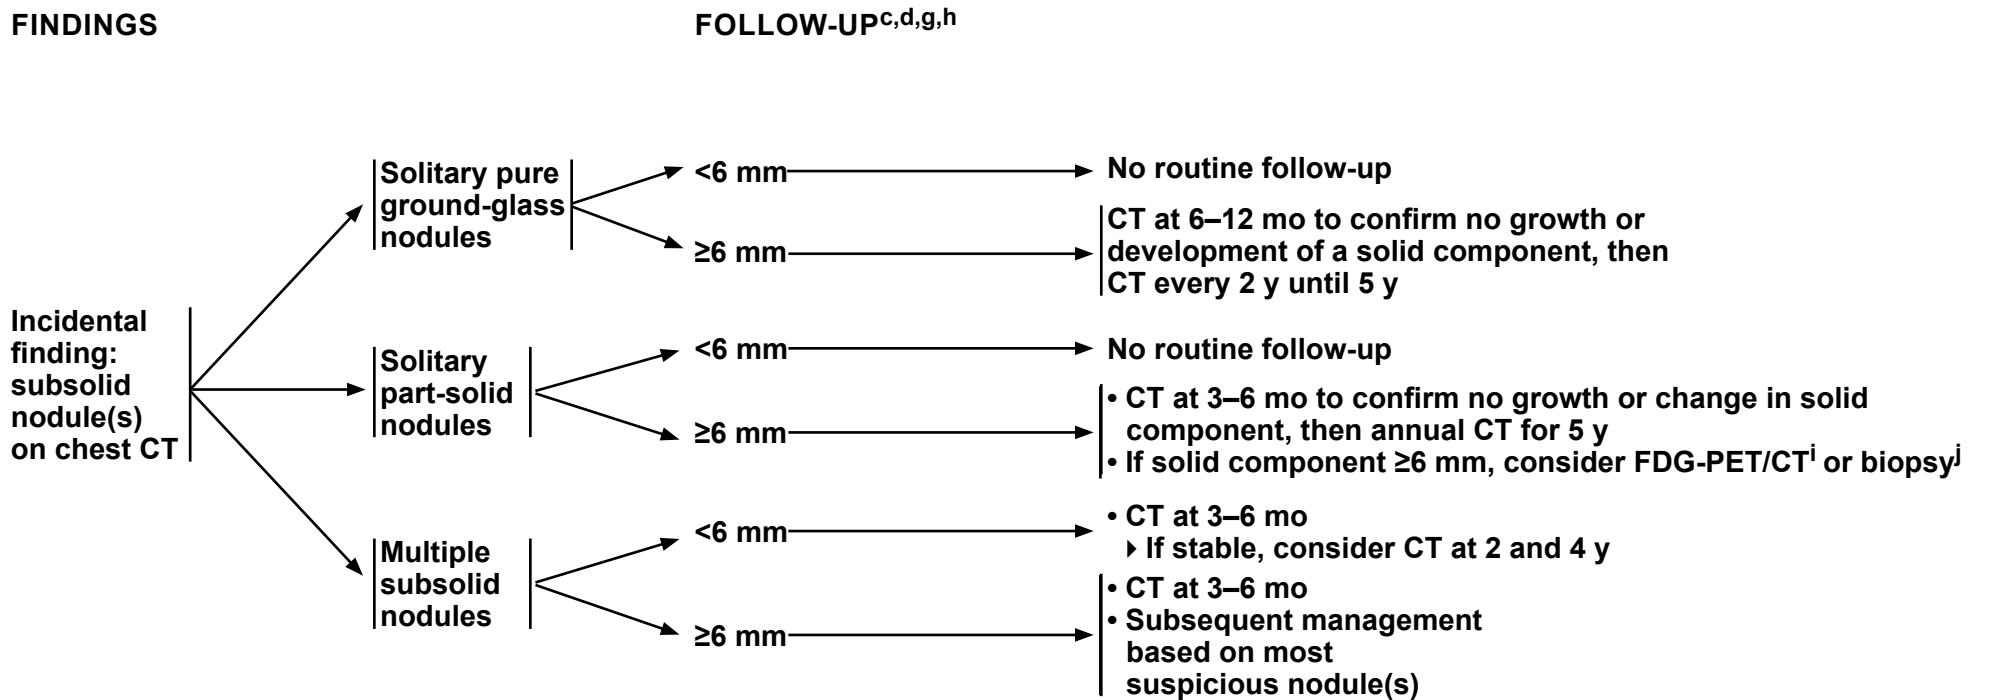 FINDINGS
FOLLOW-UPc,d,g,h
Incidental
finding:
subsolid
nodule(s)
on chest CT
Solitary pure
ground-glass
nodules
<6 mm
No routine follow-up
≥6 mm
CT at 6–12 mo to confirm no growth or
development of a solid component, then
CT every 2 y until 5 y
Solitary
part-solid
nodules
<6 mm
No routine follow-up
≥6 mm
• CT at 3–6 mo to confirm no growth or change in solid
component, then annual CT for 5 y
• If solid component ≥6 mm, consider FDG-PET/CTi or biopsyj
Multiple
subsolid
nodules
<6 mm
• CT at 3–6 mo
▸ If stable, consider CT at 2 and 4 y
≥6 mm
• CT at 3–6 mo
• Subsequent management
based on most
suspicious nodule(s)